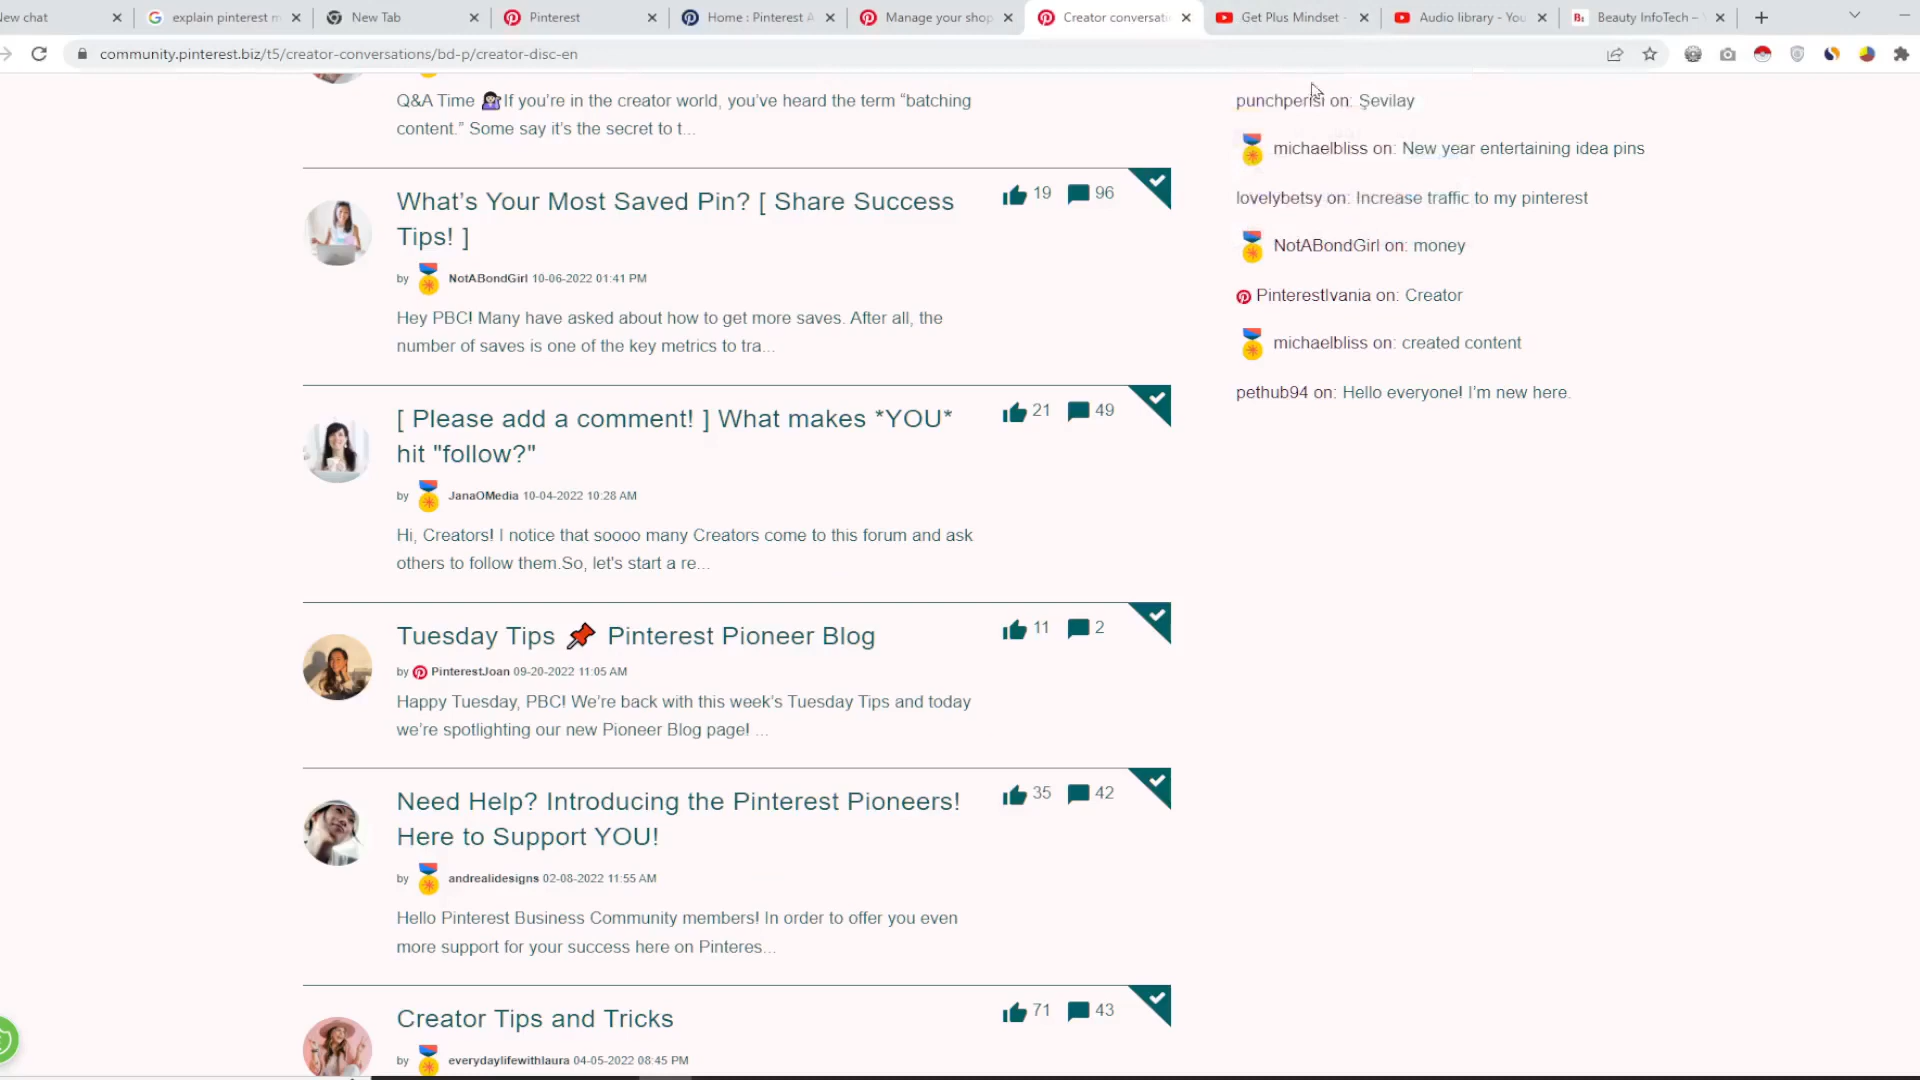 New chat
explain pinterest m
New Tab
Pinterest
Home : Pinterest A
Manage your shop
Creator conversati
Get Plus Mindset -
Audio library - You
Beauty InfoTech –
community.pinterest.biz/t5/creator-conversations/bd-p/creator-disc-en
Q&A Time 🙋🏻‍♀️If you’re in the creator world, you’ve heard the term “batching
content.” Some say it’s the secret to t...
What’s Your Most Saved Pin? [ Share Success
Tips! ]
19 96
by NotABondGirl 10-06-2022 01:41 PM
Hey PBC! Many have asked about how to get more saves. After all, the
number of saves is one of the key metrics to tra...
[ Please add a comment! ] What makes *YOU*
hit "follow?"
21 49
by JanaOMedia 10-04-2022 10:28 AM
Hi, Creators! I notice that soooo many Creators come to this forum and ask
others to follow them.So, let's start a re...
Tuesday Tips 📌 Pinterest Pioneer Blog
11 2
by PinterestJoan 09-20-2022 11:05 AM
Happy Tuesday, PBC! We’re back with this week's Tuesday Tips and today
we’re spotlighting our new Pioneer Blog page! ...
Need Help? Introducing the Pinterest Pioneers!
Here to Support YOU!
35 42
by andrealidesigns 02-08-2022 11:55 AM
Hello Pinterest Business Community members! In order to offer you even
more support for your success here on Pinteres...
Creator Tips and Tricks
71 43
by everydaylifewithlaura 04-05-2022 08:45 PM
punchperisi on: Şevilay
michaelbliss on: New year entertaining idea pins
lovelybetsy on: Increase traffic to my pinterest
NotABondGirl on: money
PinterestIvania on: Creator
michaelbliss on: created content
pethub94 on: Hello everyone! I’m new here.